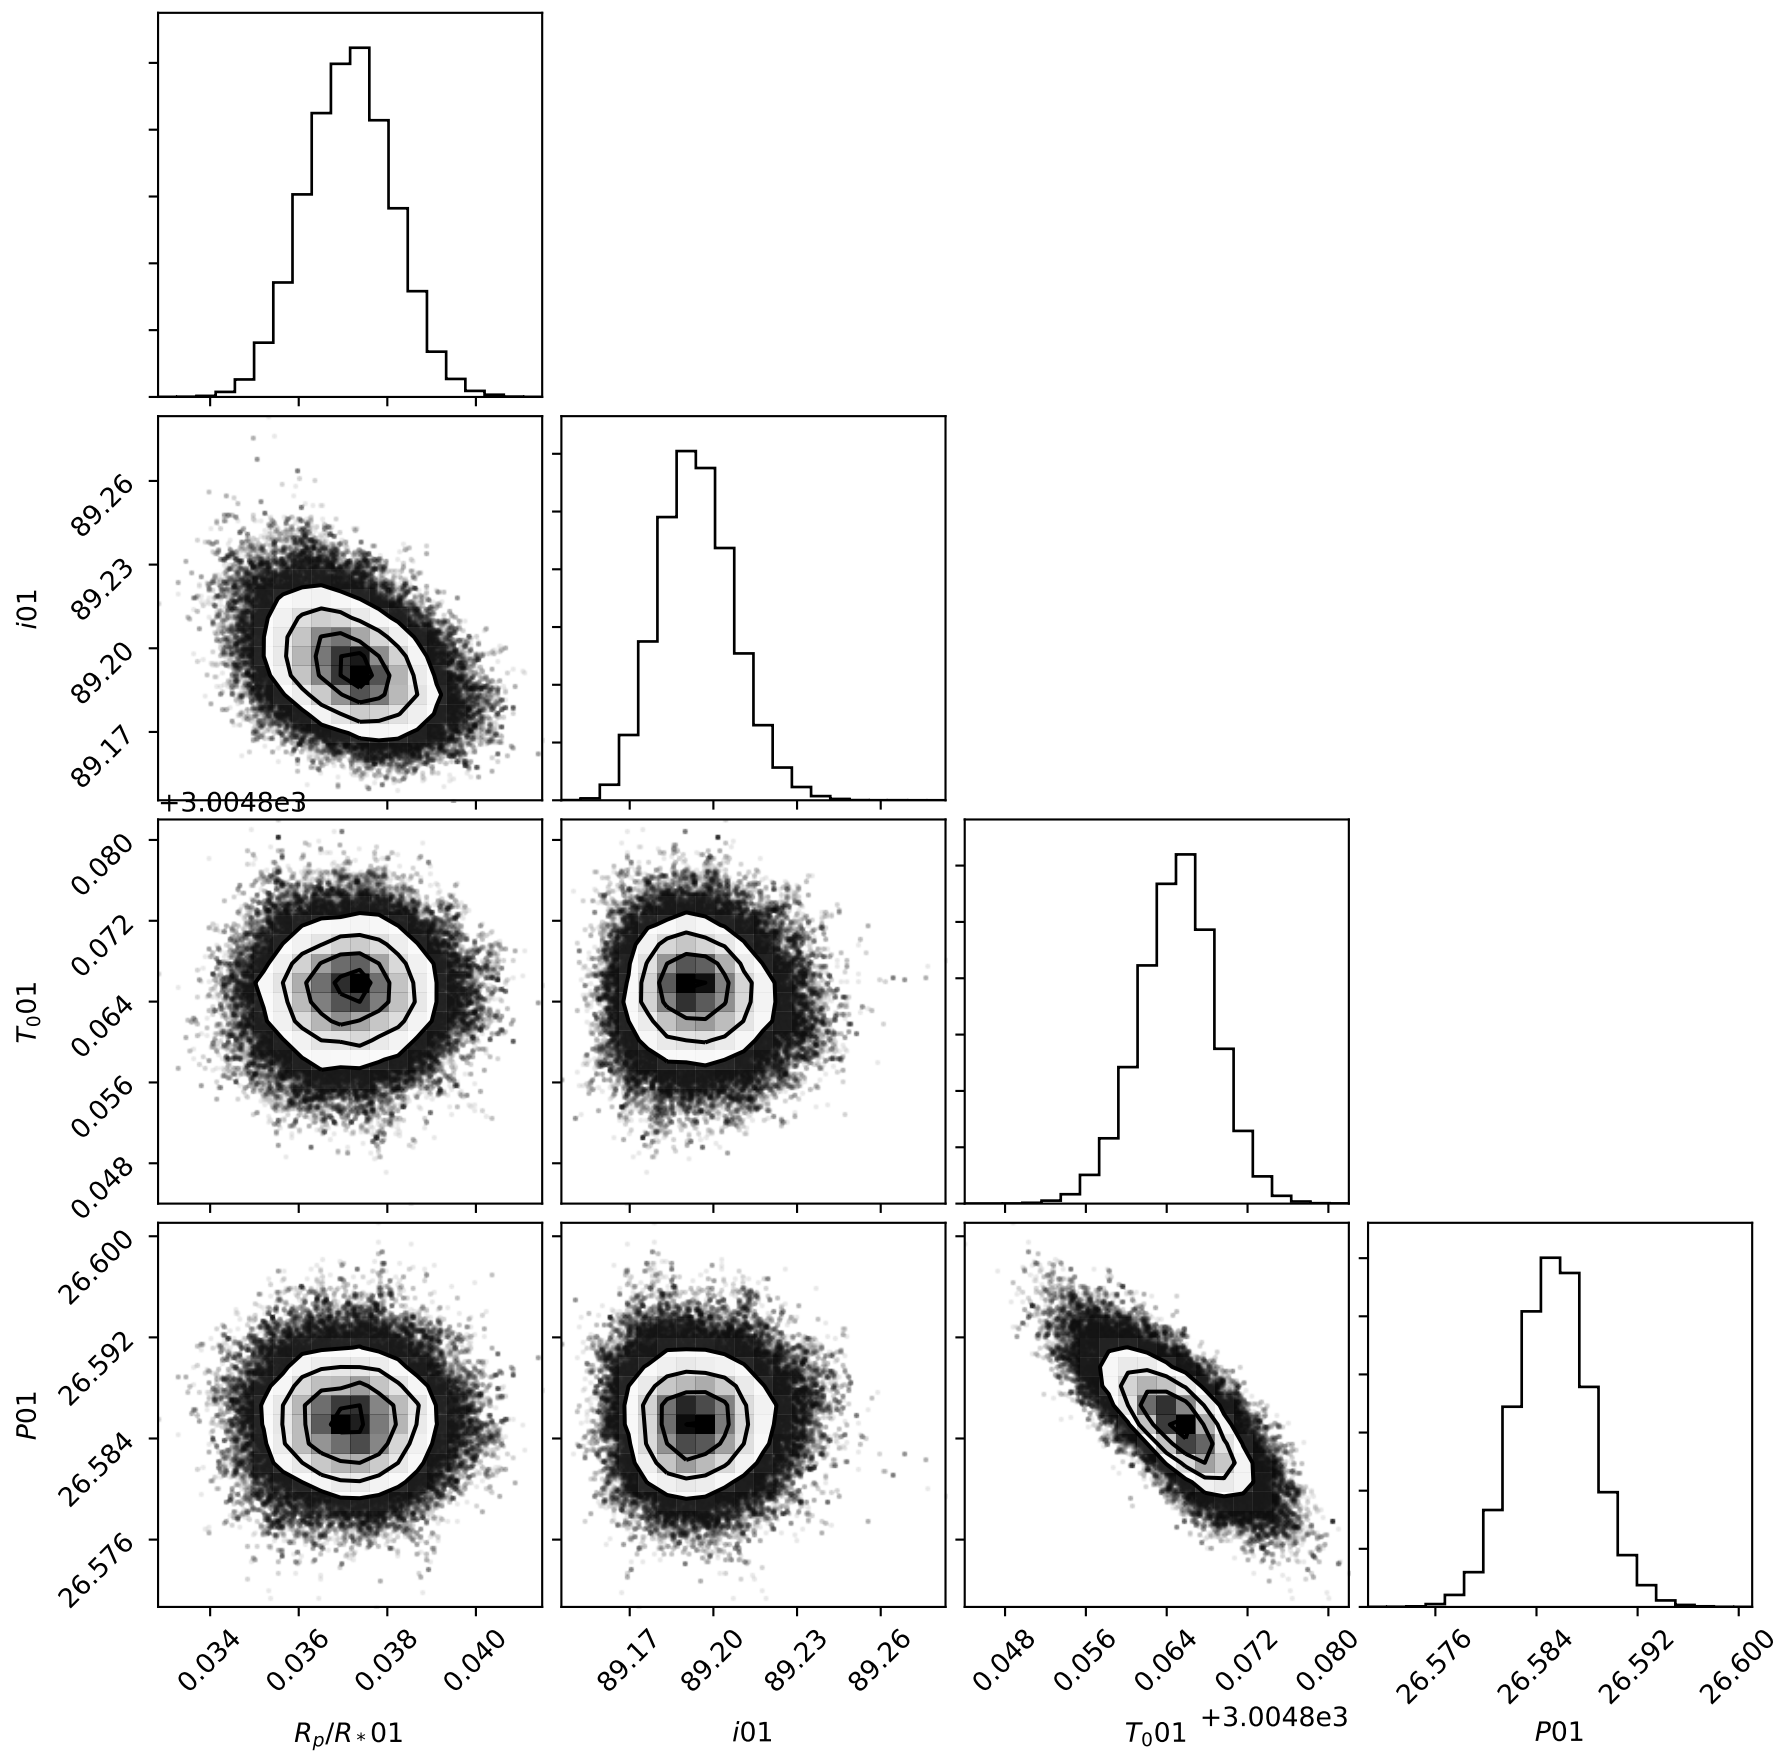 89.26
89.23
89.20
89.17
i01
+3.0048e3
0.080
0.072
0.064
0.056
0.048
T₀01
26.600
26.592
26.584
26.576
P01
0.034 0.036 0.038 0.040
89.17 89.20 89.23 89.26
0.048 0.056 0.064 0.072 0.080
26.576 26.584 26.592 26.600
+3.0048e3
Rₚ/R*01 i01 T₀01 P01